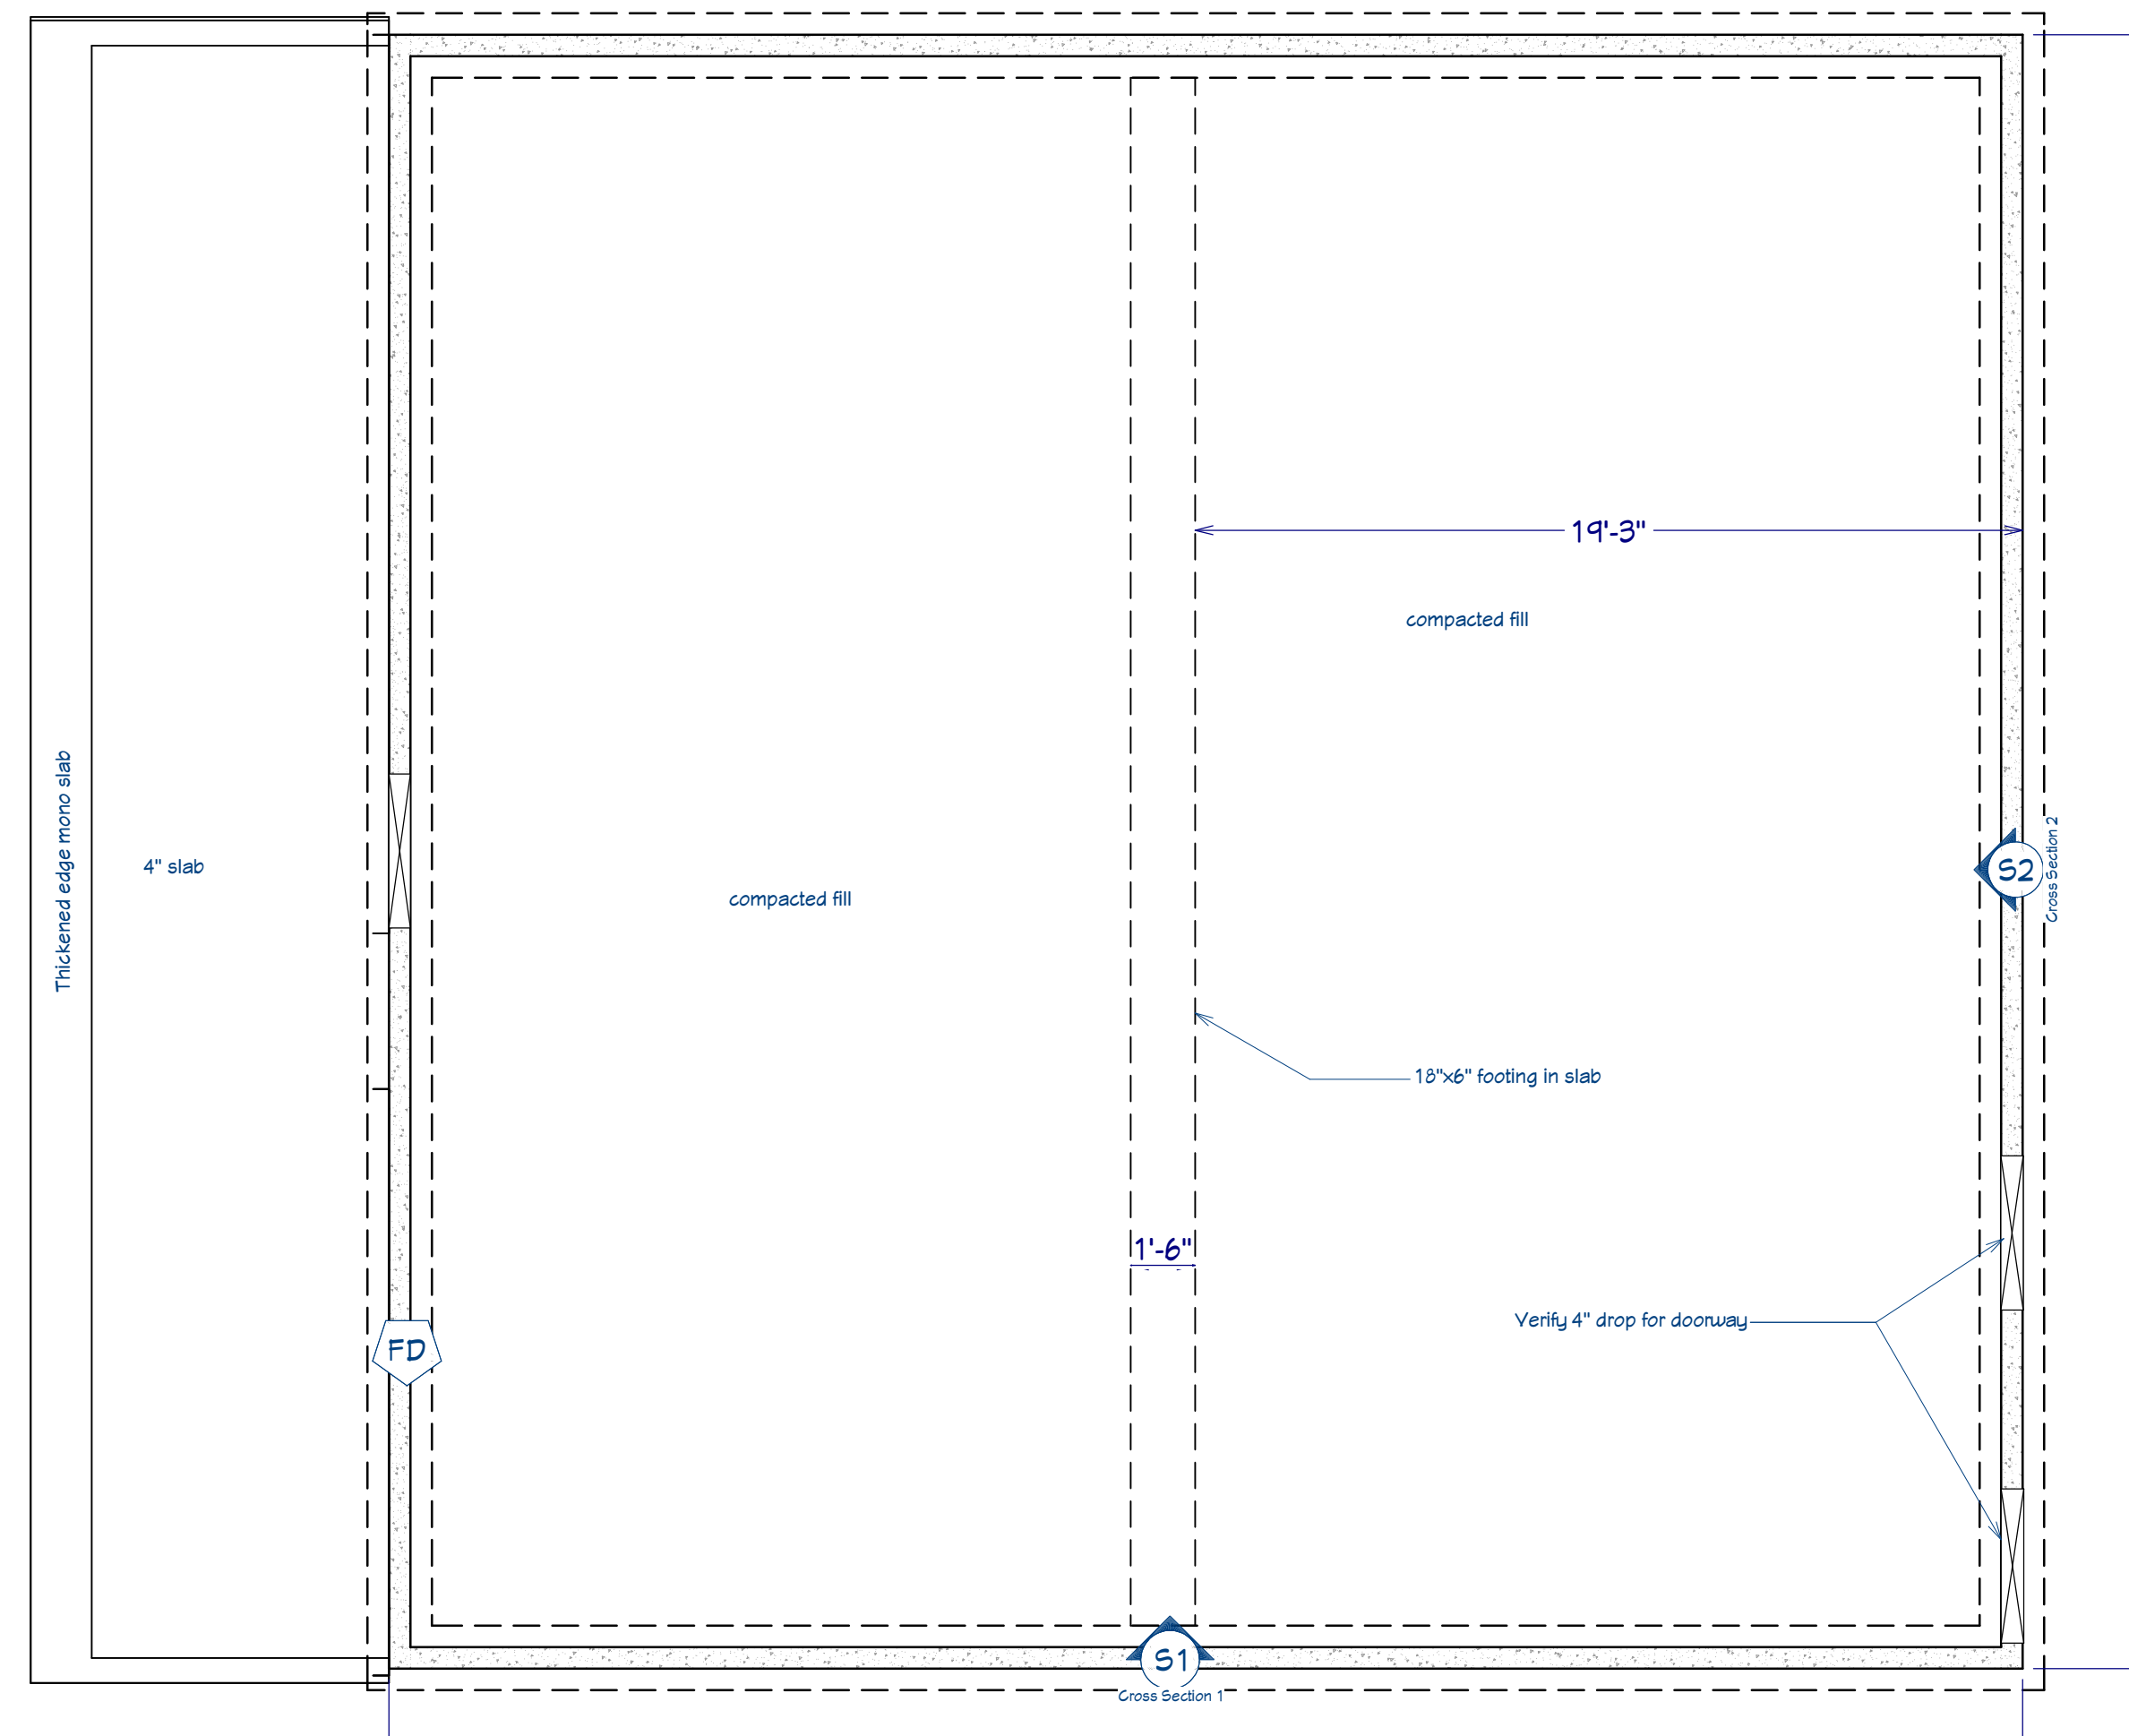 19'-3"
compacted fill
Thickened edge mono slab
4" slab
compacted fill
S2
Cross Section 2
18"x6" footing in slab
1'-6"
Verify 4" drop for doorway
FD
S1
Cross Section 1